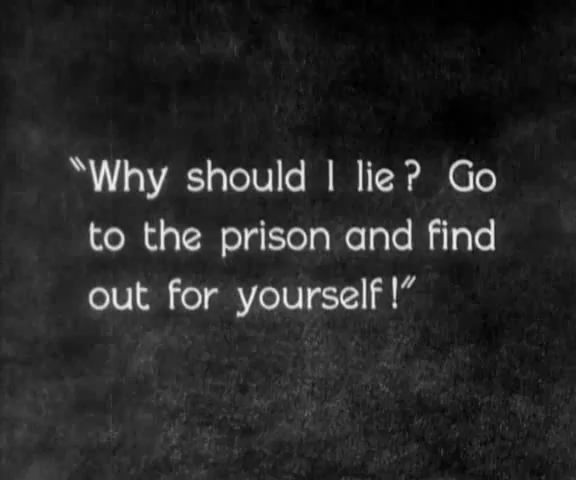 "Why should I lie? Go
to the prison and find
out for yourself!"